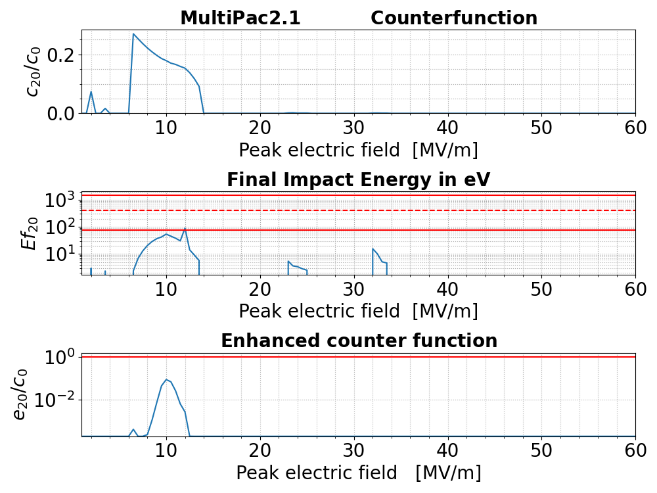 MultiPac2.1 Counterfunction
c₂₀/c₀
0.2
0.0
10 20 30 40 50 60
Peak electric field [MV/m]
Final Impact Energy in eV
Ef₂₀
10³
10²
10¹
10 20 30 40 50 60
Peak electric field [MV/m]
Enhanced counter function
e₂₀/c₀
10⁰
10⁻²
10 20 30 40 50 60
Peak electric field [MV/m]